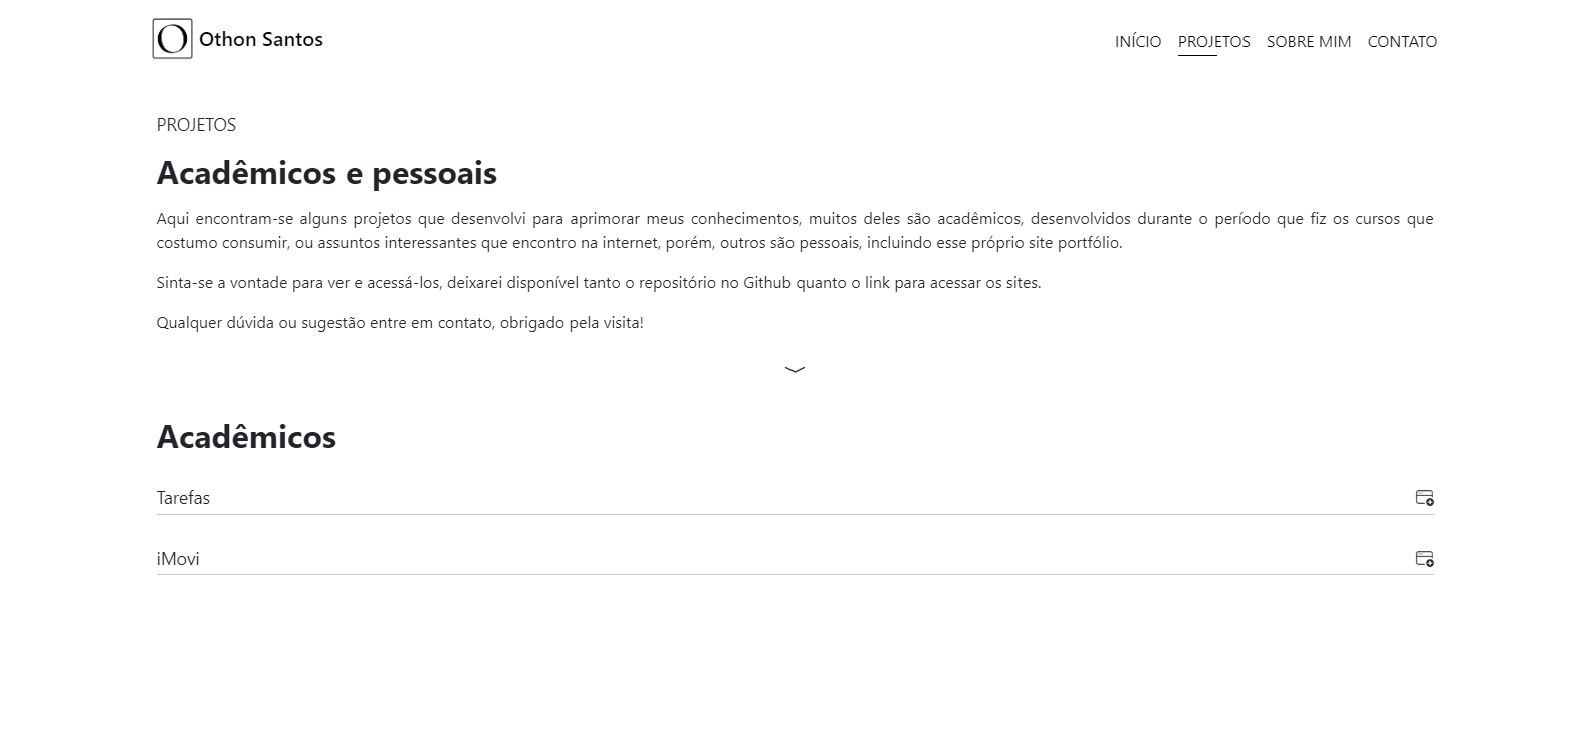 O Othon Santos
INÍCIO PROJETOS SOBRE MIM CONTATO
PROJETOS
Acadêmicos e pessoais
Aqui encontram-se alguns projetos que desenvolvi para aprimorar meus conhecimentos, muitos deles são acadêmicos, desenvolvidos durante o período que fiz os cursos que
costumo consumir, ou assuntos interessantes que encontro na internet, porém, outros são pessoais, incluindo esse próprio site portfólio.
Sinta-se a vontade para ver e acessá-los, deixarei disponível tanto o repositório no Github quanto o link para acessar os sites.
Qualquer dúvida ou sugestão entre em contato, obrigado pela visita!
Acadêmicos
Tarefas
iMovi